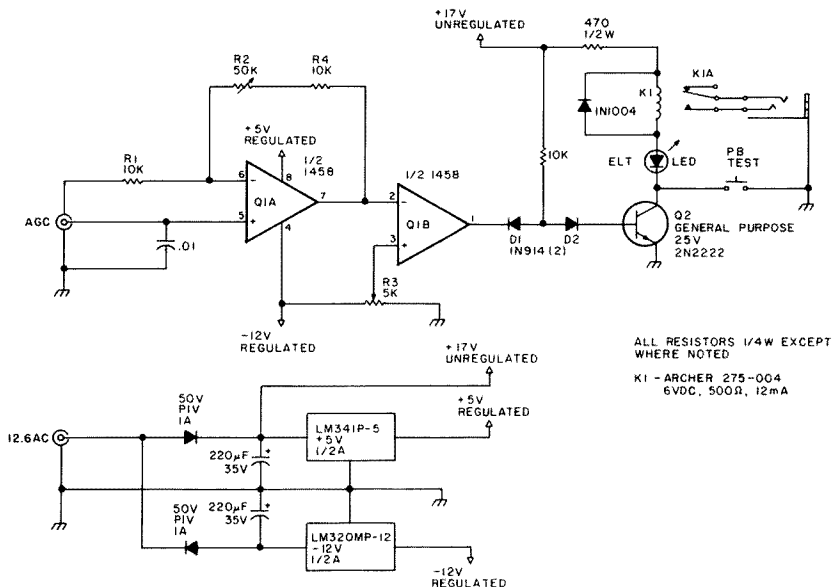 +17V
UNREGULATED
470
1/2W
R2
50K
R4
10K
K1
K1A
1N1004
+5V
REGULATED
1/2
1458
R1
10K
10K
ELT
LED
PB
TEST
1/2 1458
6
-
8
7
Q1A
5
+
4
2
-
Q1B
1
3
+
AGC
.01
D1
D2
1N914(2)
Q2
GENERAL PURPOSE
25V
2N2222
R3
5K
-12V
REGULATED
+17V
UNREGULATED
ALL RESISTORS 1/4W EXCEPT
WHERE NOTED
K1 - ARCHER 275-004
6VDC, 500Ω, 12mA
+5V
REGULATED
50V
PIV
1A
12.6AC
LM341P-5
+5V
1/2A
220µF
35V
+
220µF
35V
+
50V
PIV
1A
LM320MP-12
-12V
1/2A
-12V
REGULATED